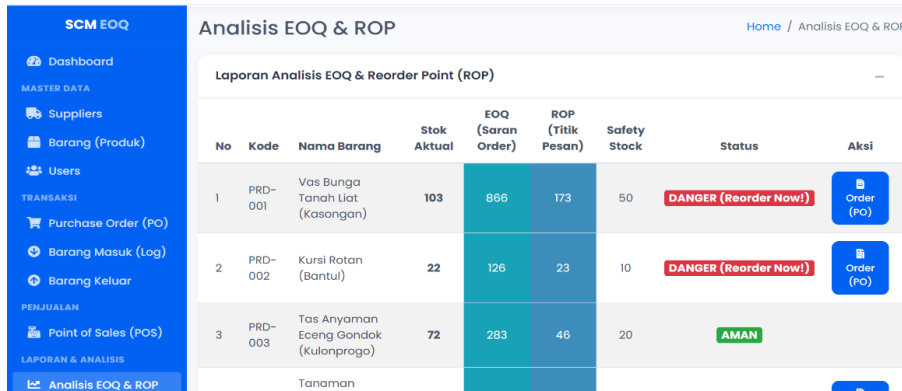 SCM EOQ
Dashboard
MASTER DATA
Suppliers
Barang (Produk)
Users
TRANSAKSI
Purchase Order (PO)
Barang Masuk (Log)
Barang Keluar
PENJUALAN
Point of Sales (POS)
LAPORAN & ANALISIS
Analisis EOQ & ROP
Analisis EOQ & ROP
Home / Analisis EOQ & ROP
Laporan Analisis EOQ & Reorder Point (ROP)
No Kode Nama Barang Stok Aktual EOQ (Saran Order) ROP (Titik Pesan) Safety Stock Status Aksi
1 PRD-001 Vas Bunga Tanah Liat (Kasongan) 103 866 173 50 DANGER (Reorder Now!) Order (PO)
2 PRD-002 Kursi Rotan (Bantul) 22 126 23 10 DANGER (Reorder Now!) Order (PO)
3 PRD-003 Tas Anyaman Eceng Gondok (Kulonprogo) 72 283 46 20 AMAN
Tanaman